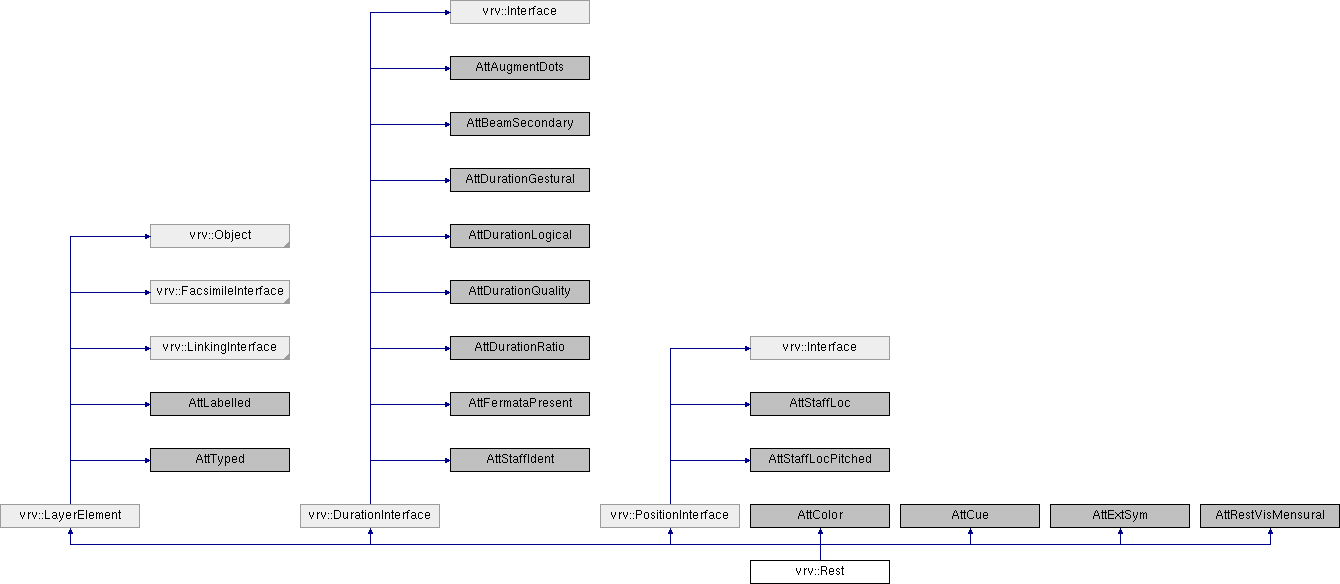 vrv::Interface
AttAugmentDots
AttBeamSecondary
AttDurationGestural
vrv::Object
AttDurationLogical
vrv::FacsimileInterface
AttDurationQuality
vrv::LinkingInterface
AttDurationRatio
vrv::Interface
AttLabelled
AttFermataPresent
AttStaffLoc
AttTyped
AttStaffIdent
AttStaffLocPitched
vrv::LayerElement
vrv::DurationInterface
vrv::PositionInterface
AttColor
AttCue
AttExtSym
AttRestVisMensural
vrv::Rest